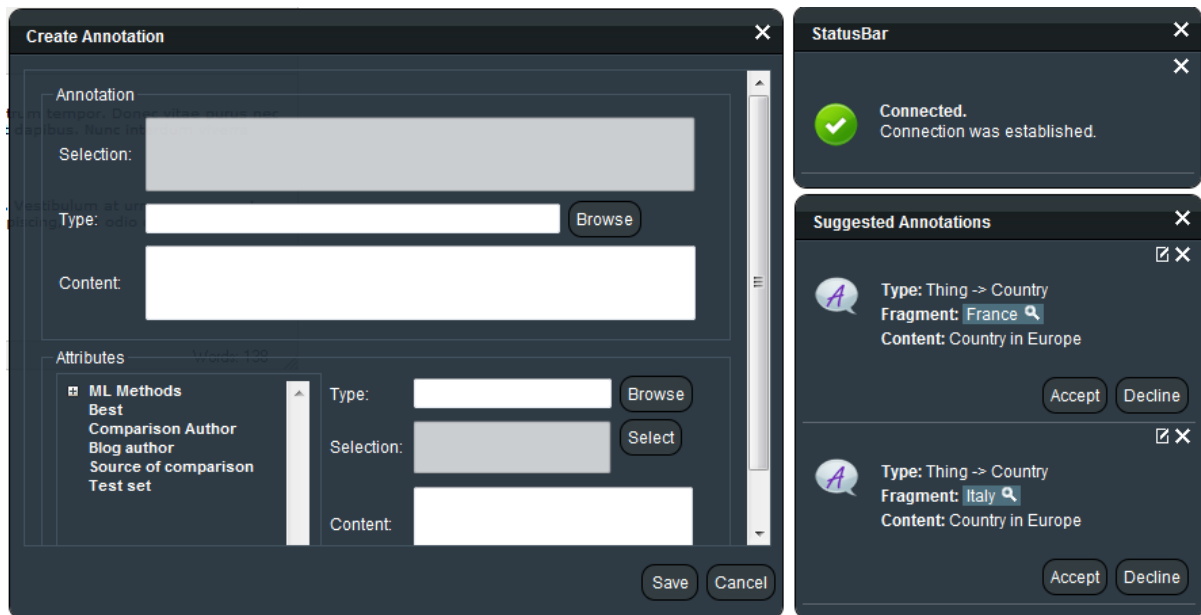 Create Annotation
Annotation
Selection:
Type:
Browse
Content:
Words: 138
Attributes
ML Methods
Best
Comparison Author
Blog author
Source of comparison
Test set
Type:
Browse
Selection:
Select
Content:
Save Cancel
StatusBar
Connected.
Connection was established.
Suggested Annotations
A
Type: Thing -> Country
Fragment: France
Content: Country in Europe
Accept Decline
A
Type: Thing -> Country
Fragment: Italy
Content: Country in Europe
Accept Decline